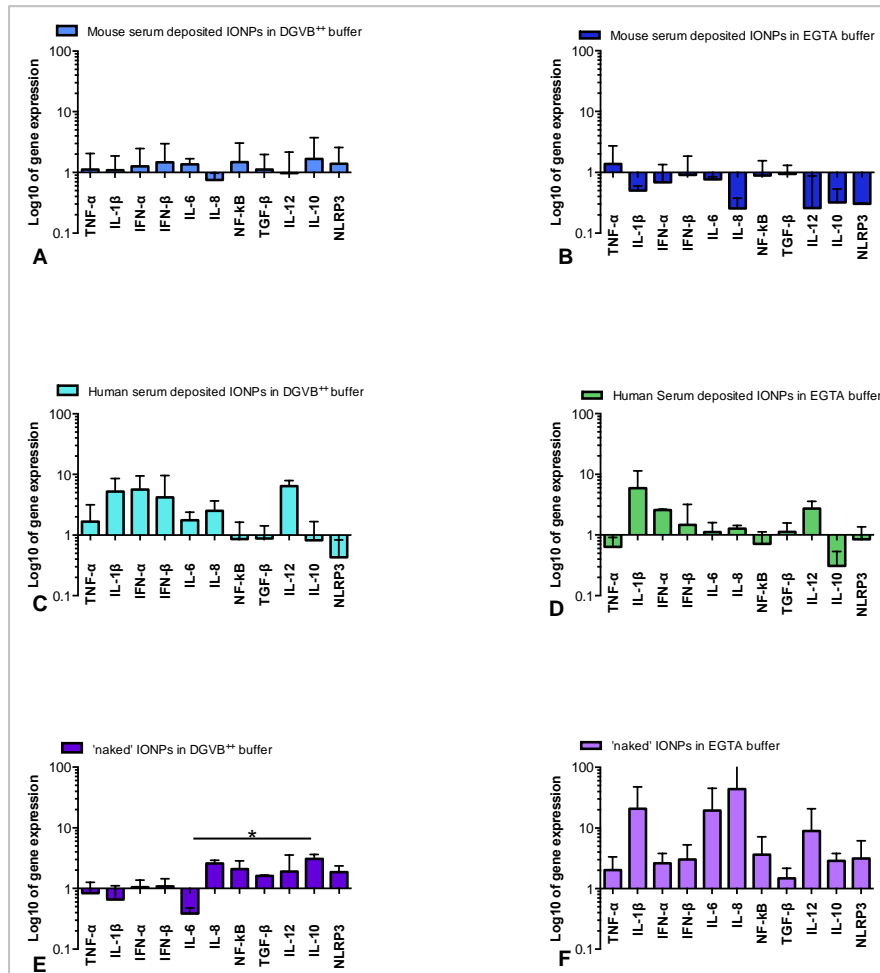 Mouse serum deposited IONPs in DGVB++ buffer
Log10 of gene expression
100
10
1
0.1
TNF-α
IL-1β
IFN-α
IFN-β
IL-6
IL-8
NF-kB
TGF-β
IL-12
IL-10
NLRP3
A
Mouse serum deposited IONPs in EGTA buffer
Log10 of gene expression
100
10
1
0.1
TNF-α
IL-1β
IFN-α
IFN-β
IL-6
IL-8
NF-kB
TGF-β
IL-12
IL-10
NLRP3
B
Human serum deposited IONPs in DGVB++ buffer
Log10 of gene expression
100
10
1
0.1
TNF-α
IL-1β
IFN-α
IFN-β
IL-6
IL-8
NF-kB
TGF-β
IL-12
IL-10
NLRP3
C
Human Serum deposited IONPs in EGTA buffer
Log10 of gene expression
100
10
1
0.1
TNF-α
IL-1β
IFN-α
IFN-β
IL-6
IL-8
NF-kB
TGF-β
IL-12
IL-10
NLRP3
D
'naked' IONPs in DGVB++ buffer
Log10 of gene expression
100
10
1
0.1
*
TNF-α
IL-1β
IFN-α
IFN-β
IL-6
IL-8
NF-kB
TGF-β
IL-12
IL-10
NLRP3
E
'naked' IONPs in EGTA buffer
Log10 of gene expression
100
10
1
0.1
TNF-α
IL-1β
IFN-α
IFN-β
IL-6
IL-8
NF-kB
TGF-β
IL-12
IL-10
NLRP3
F